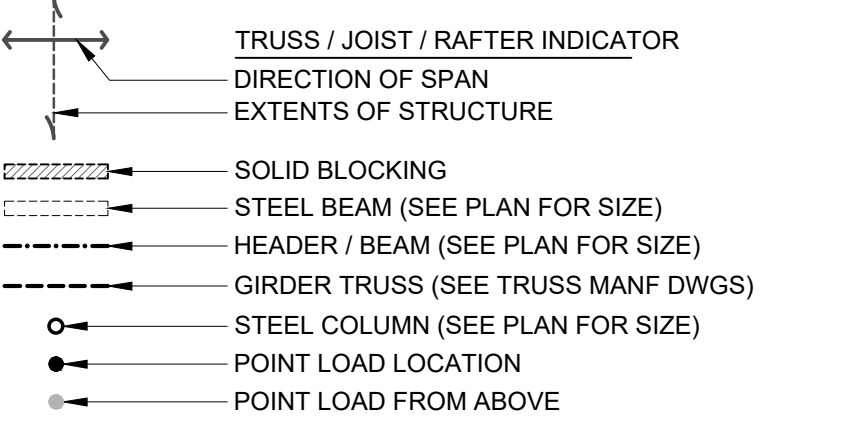 TRUSS / JOIST / RAFTER INDICATOR
DIRECTION OF SPAN
EXTENTS OF STRUCTURE
SOLID BLOCKING
STEEL BEAM (SEE PLAN FOR SIZE)
HEADER / BEAM (SEE PLAN FOR SIZE)
GIRDER TRUSS (SEE TRUSS MANF DWGS)
STEEL COLUMN (SEE PLAN FOR SIZE)
POINT LOAD LOCATION
POINT LOAD FROM ABOVE